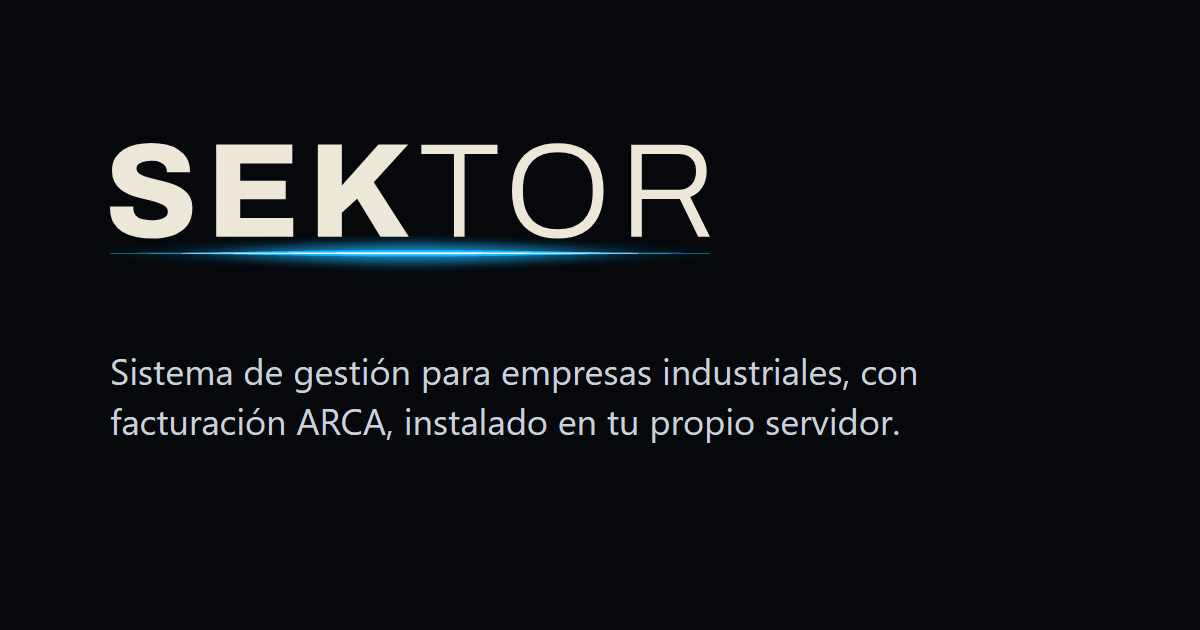 SEKTOR
Sistema de gestión para empresas industriales, con
facturación ARCA, instalado en tu propio servidor.